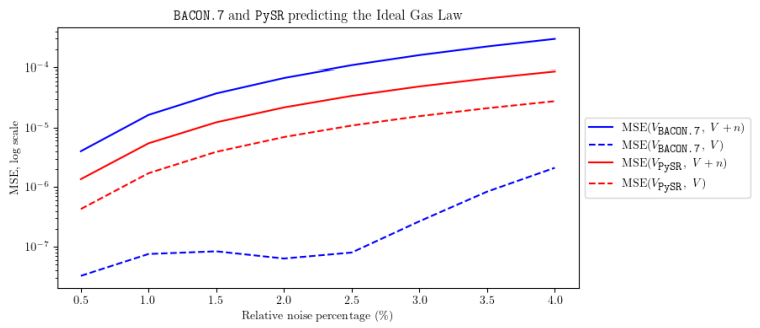 BACON.7 and PySR predicting the Ideal Gas Law
MSE, log scale
10⁻⁴
10⁻⁵
10⁻⁶
10⁻⁷
0.5 1.0 1.5 2.0 2.5 3.0 3.5 4.0
Relative noise percentage (%)
MSE(V_BACON.7, V + n)
MSE(V_BACON.7, V)
MSE(V_PySR, V + n)
MSE(V_PySR, V)